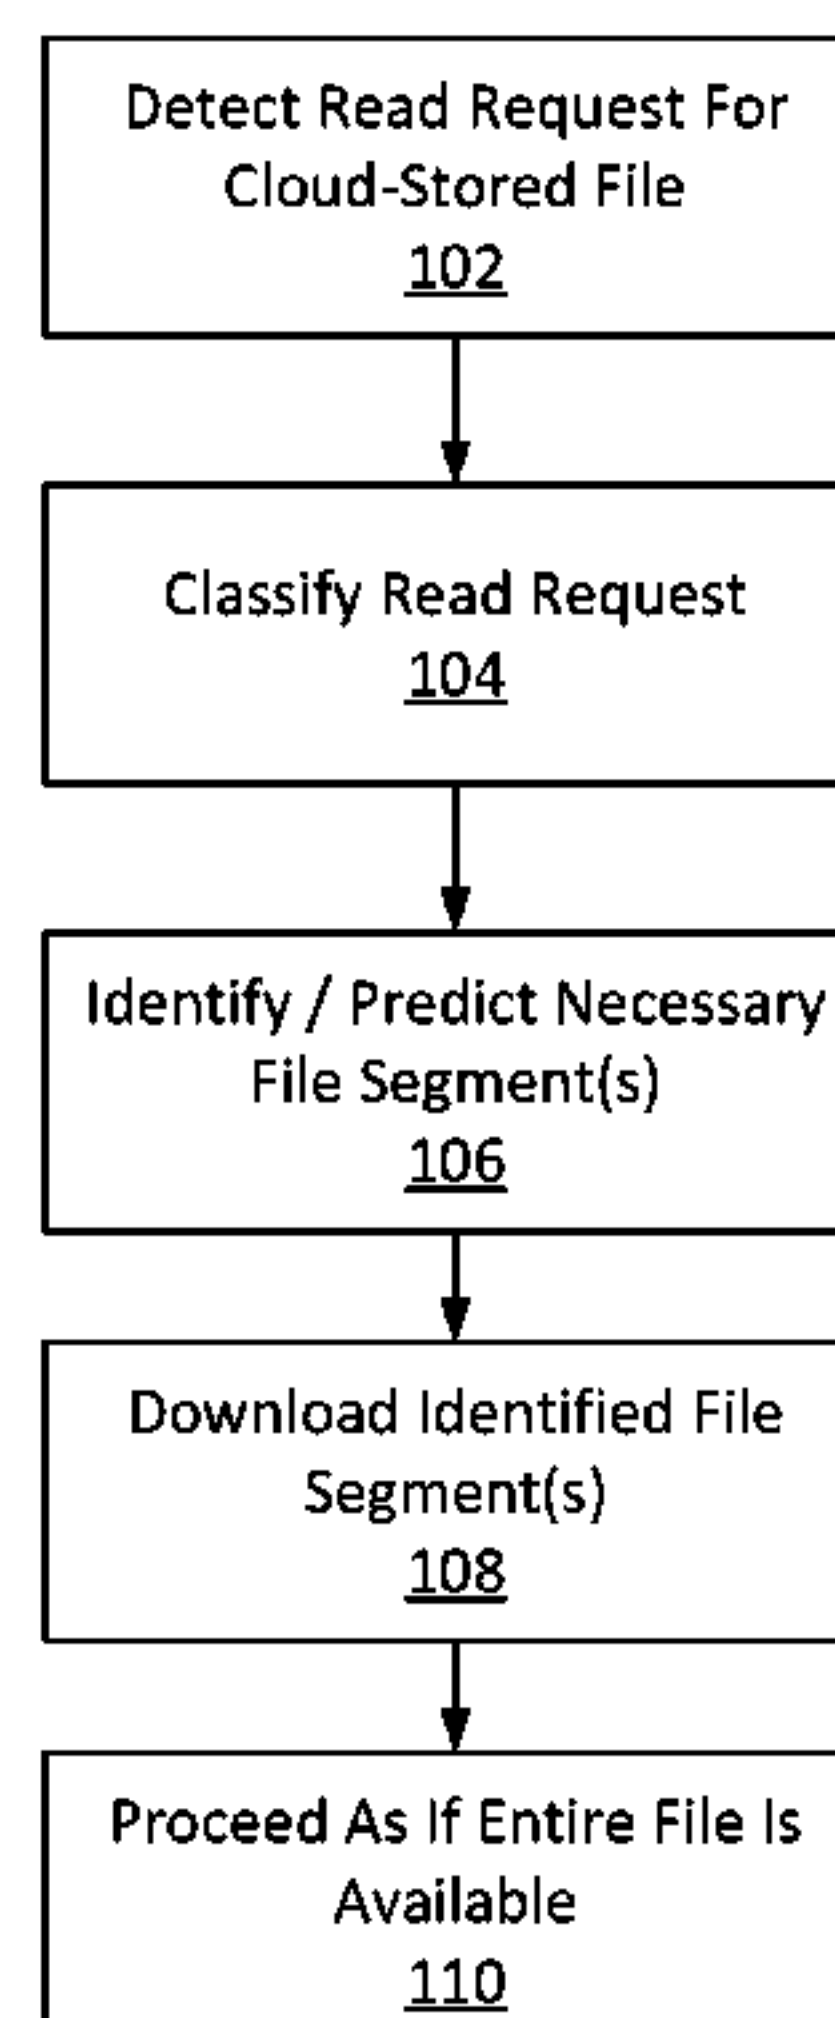 Detect Read Request For
Cloud-Stored File
102
Classify Read Request
104
Identify / Predict Necessary
File Segment(s)
106
Download Identified File
Segment(s)
108
Proceed As If Entire File Is
Available
110